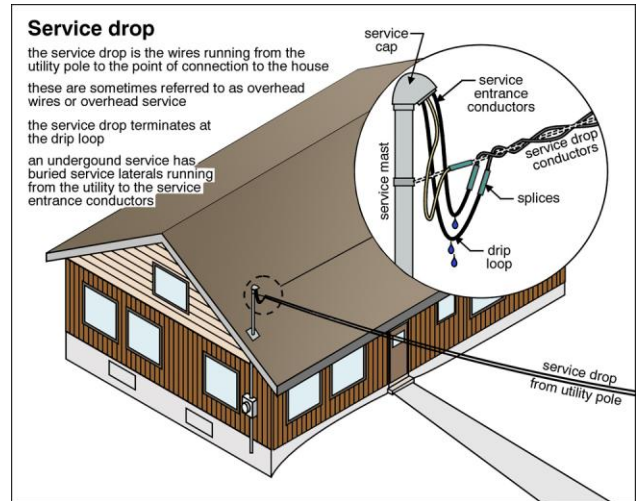 Service drop
the service drop is the wires running from the
utility pole to the point of connection to the house
these are sometimes referred to as overhead
wires or overhead service
the service drop terminates at
the drip loop
an undergound service has
buried service laterals running
from the utility to the service
entrance conductors
service
cap
service
entrance
conductors
service mast
service drop
conductors
splices
drip
loop
service drop
from utility pole